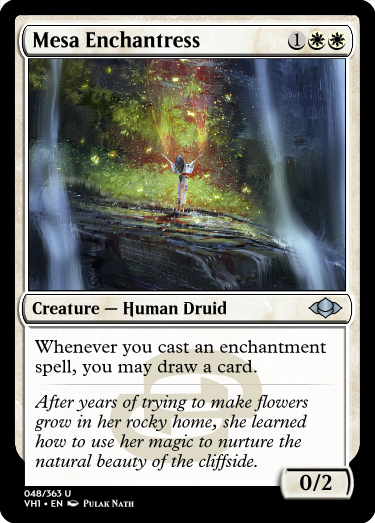 Mesa Enchantress 1
Creature — Human Druid
Whenever you cast an enchantment
spell, you may draw a card.
After years of trying to make flowers
grow in her rocky home, she learned
how to use her magic to nurture the
natural beauty of the cliffside.
0/2
048/363 U
VH1 • EN Pulak Nath